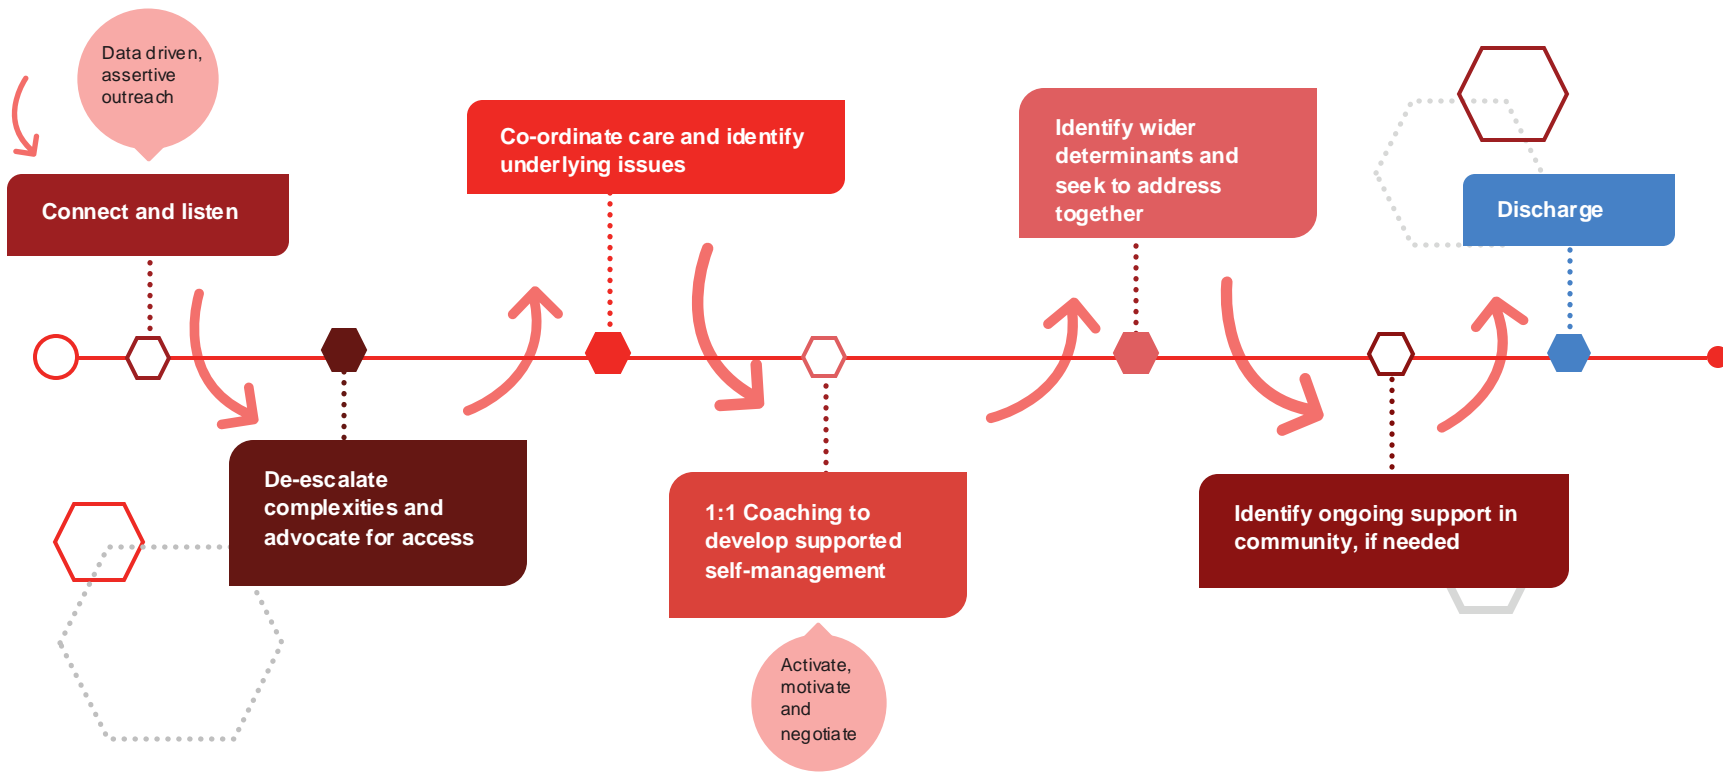 Data driven,
assertive
outreach
Connect and listen
De-escalate
complexities and
advocate for access
Co-ordinate care and identify
underlying issues
1:1 Coaching to
develop supported
self-management
Activate,
motivate
and
negotiate
Identify wider
determinants and
seek to address
together
Identify ongoing support in
community, if needed
Discharge